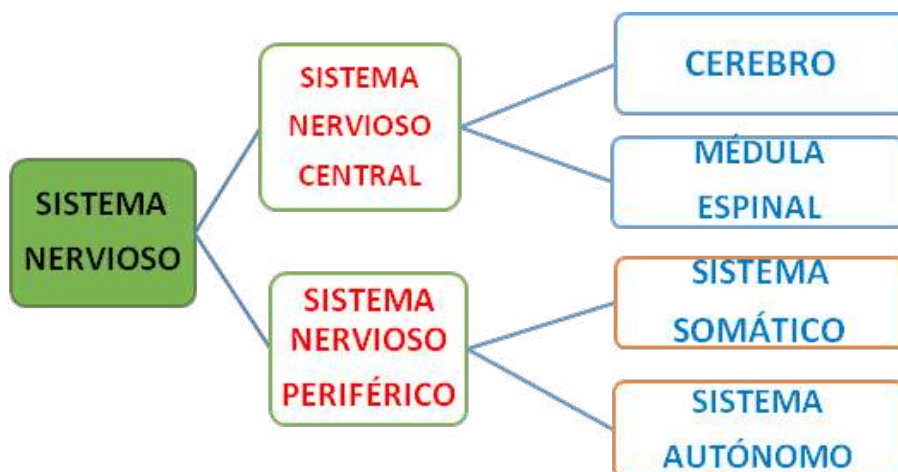 SISTEMA
NERVIOSO
SISTEMA
NERVIOSO
CENTRAL
CEREBRO
MÉDULA
ESPINAL
SISTEMA
NERVIOSO
PERIFÉRICO
SISTEMA
SOMÁTICO
SISTEMA
AUTÓNOMO